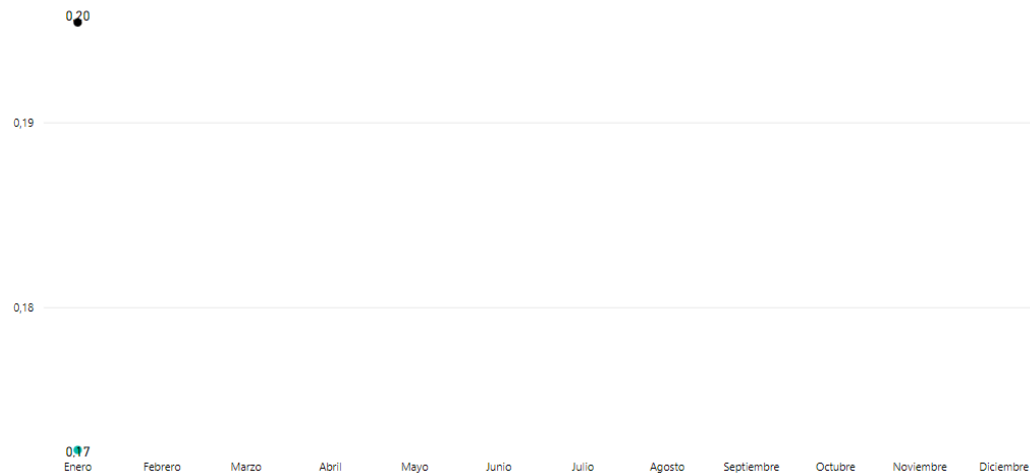 0,20
0,19
0,18
0,17
Enero Febrero Marzo Abril Mayo Junio Julio Agosto Septiembre Octubre Noviembre Diciembre